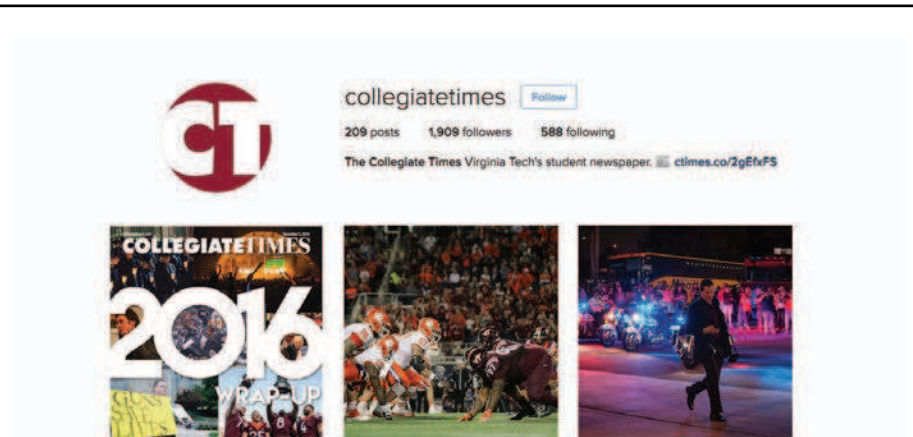 CT
collegiatetimes Follow
209 posts 1,909 followers 588 following
The Collegiate Times Virginia Tech's student newspaper. ctimes.co/2gEfxFS
COLLEGIATETIMES
2016
WRAP-UP